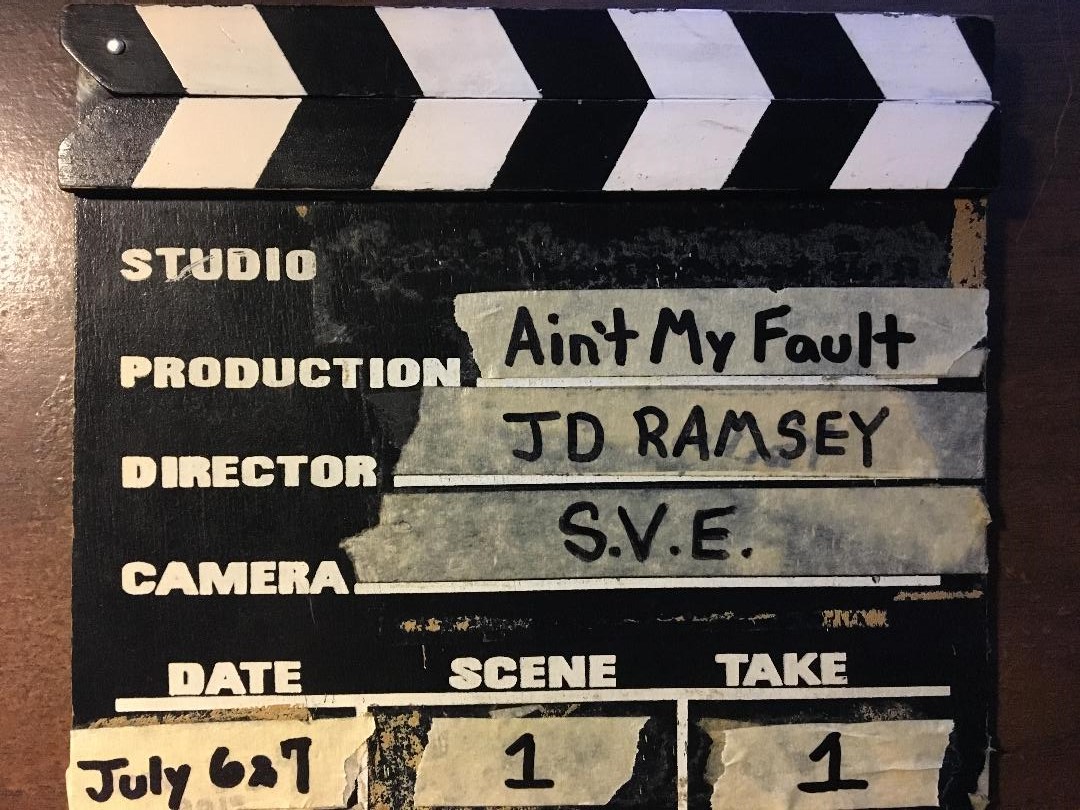 STUDIO
Ain't My Fault
PRODUCTION
JD RAMSEY
DIRECTOR
S.V.E.
CAMERA
DATE SCENE TAKE
July 6&7 1 1